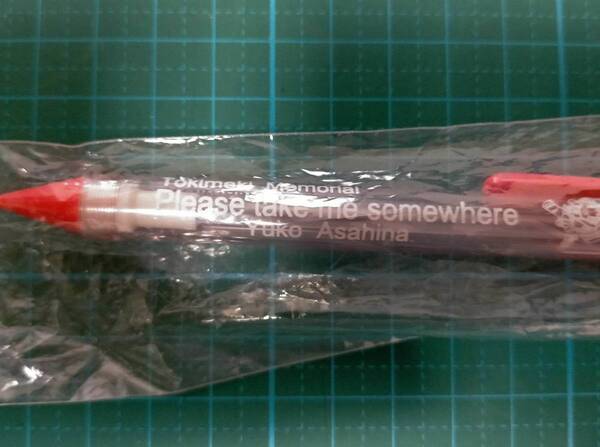 Tokimeki Memorial
Please take me somewhere
Yuko Asahina